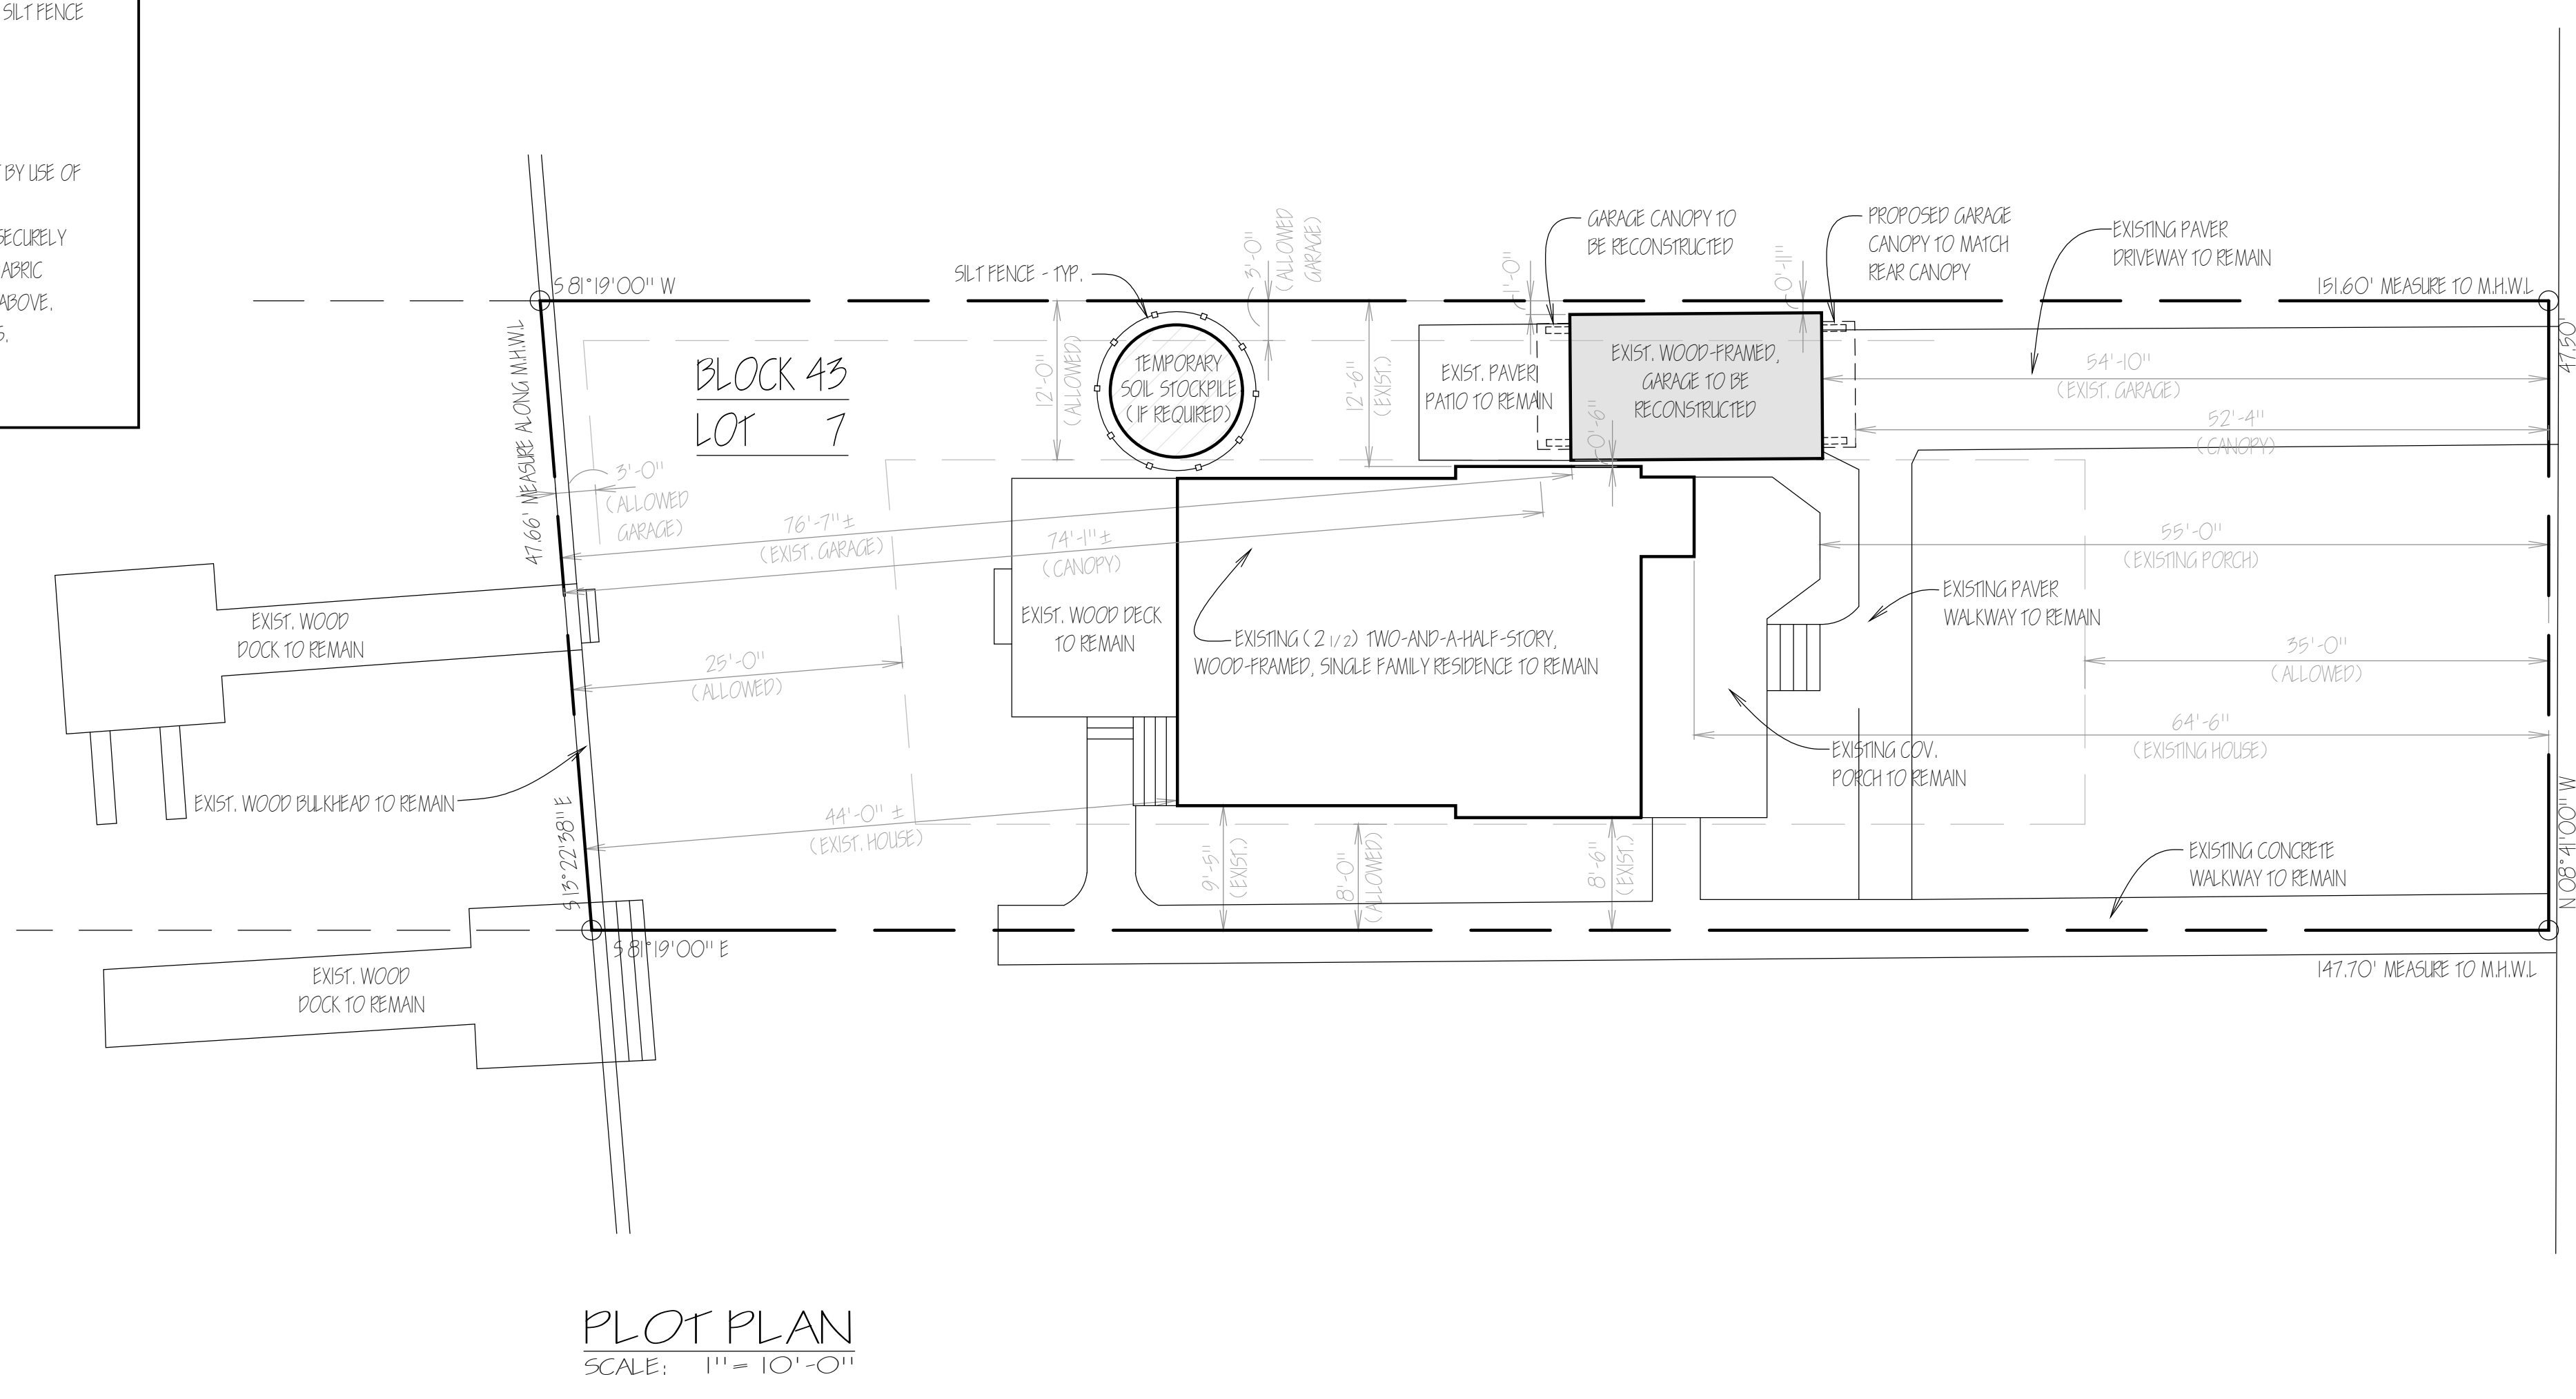 SILT FENCE
BY USE OF
SECURELY
ABRIC
ABOVE.
S.
S 81°19'00" W
47.66' MEASURE ALONG M.H.W.L
S 13°22'38" E
S 81°19'00" E
BLOCK 43
LOT 7
3'-0"
(ALLOWED
GARAGE)
12'-0"
(ALLOWED)
SILT FENCE - TYP.
TEMPORARY
SOIL STOCKPILE
(IF REQUIRED)
3'-0"
(ALLOWED
GARAGE)
12'-6"
(EXIST.)
EXIST. PAVER
PATIO TO REMAIN
1'-0"
GARAGE CANOPY TO
BE RECONSTRUCTED
EXIST. WOOD-FRAMED,
GARAGE TO BE
RECONSTRUCTED
0'-6"
0'-11"
PROPOSED GARAGE
CANOPY TO MATCH
REAR CANOPY
EXISTING PAVER
DRIVEWAY TO REMAIN
151.60' MEASURE TO M.H.W.L
47.50'
54'-10"
(EXIST. GARAGE)
52'-4"
(CANOPY)
76'-7"±
(EXIST. GARAGE)
74'-1"±
(CANOPY)
55'-0"
(EXISTING PORCH)
EXISTING PAVER
WALKWAY TO REMAIN
EXIST. WOOD
DOCK TO REMAIN
25'-0"
(ALLOWED)
EXIST. WOOD DECK
TO REMAIN
EXISTING (2 1/2) TWO-AND-A-HALF-STORY,
WOOD-FRAMED, SINGLE FAMILY RESIDENCE TO REMAIN
35'-0"
(ALLOWED)
64'-6"
(EXISTING HOUSE)
EXISTING COV.
PORCH TO REMAIN
EXIST. WOOD BULKHEAD TO REMAIN
44'-0" ±
(EXIST. HOUSE)
9'-5"
(EXIST.)
8'-0"
(ALLOWED)
8'-6"
(EXIST.)
EXISTING CONCRETE
WALKWAY TO REMAIN
N 08°41'00" W
147.70' MEASURE TO M.H.W.L
EXIST. WOOD
DOCK TO REMAIN
PLOT PLAN
SCALE: 1"= 10'-0"